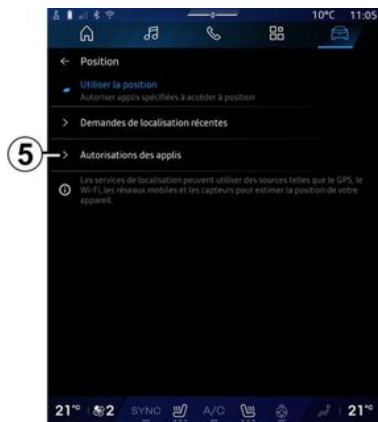 10°C 11:05
Position
Utiliser la position
Autoriser applis spécifiées à accéder à position
Demandes de localisation récentes
5
Autorisations des applis
Les services de localisation peuvent utiliser des sources telles que le GPS, le
Wi-Fi, les réseaux mobiles et les capteurs pour estimer la position de votre
appareil.
21°C 2 SYNC A/C 21°C